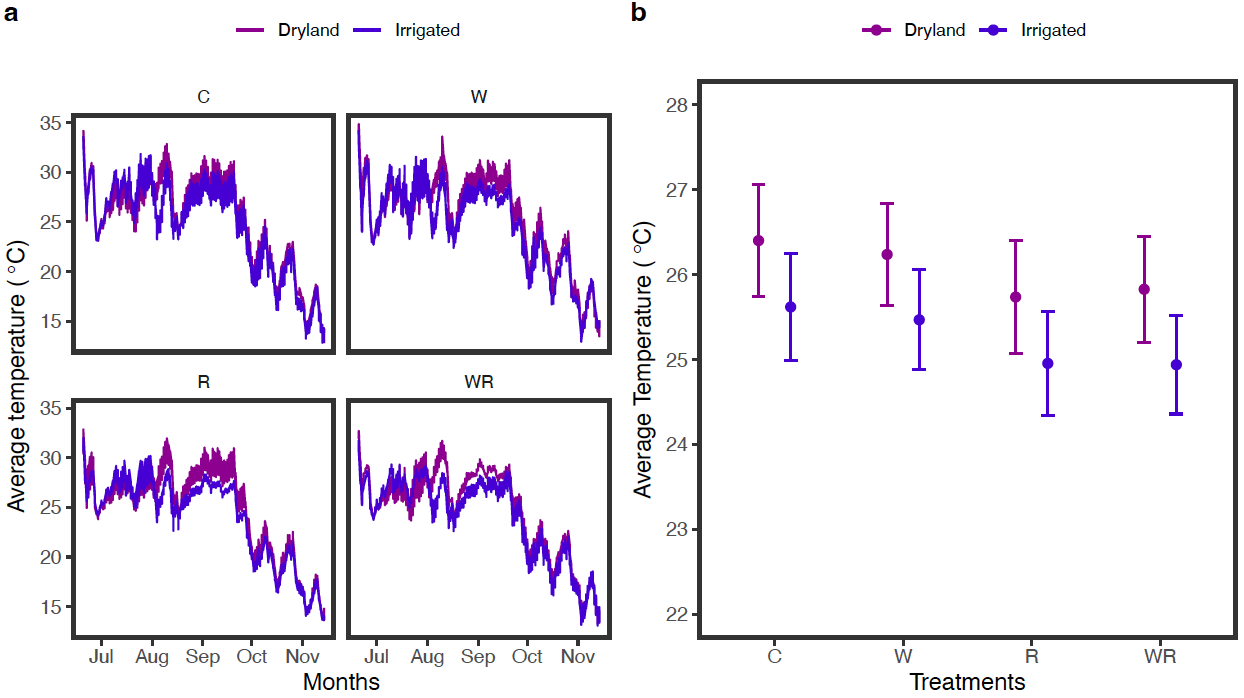 a
Dryland Irrigated
C W
35
30
25
20
15
R WR
35
30
25
20
15
Jul Aug Sep Oct Nov Jul Aug Sep Oct Nov
Months
Average temperature ( °C)
b
Dryland Irrigated
28
27
26
25
24
23
22
C W R WR
Treatments
Average Temperature ( °C)